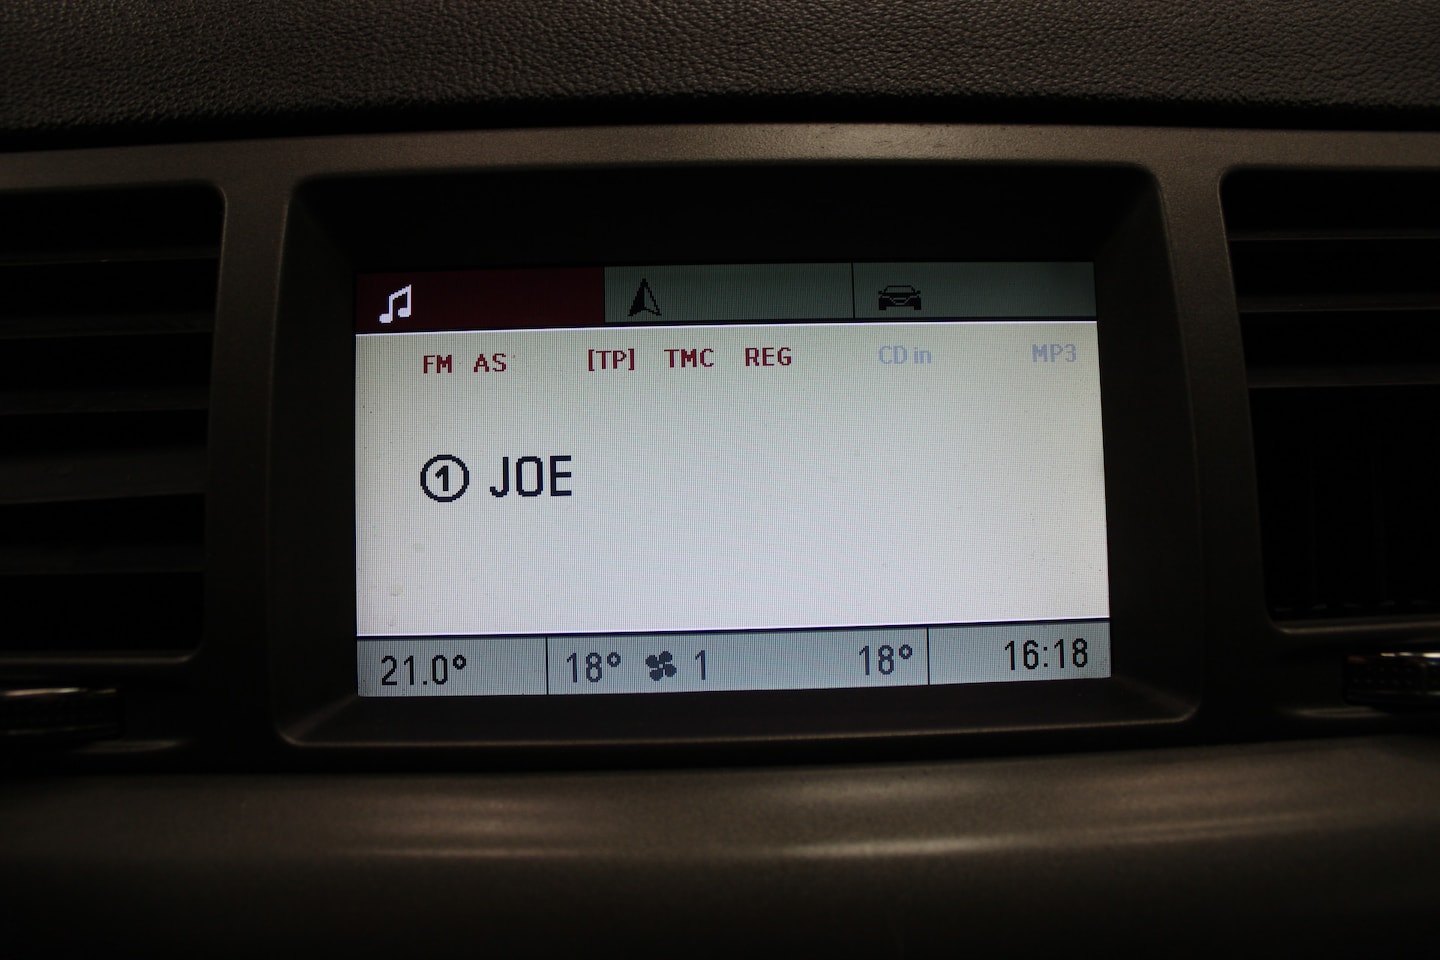 FM AS [TP] TMC REG CD in MP3
① JOE
21.0° 18° 1 18° 16:18